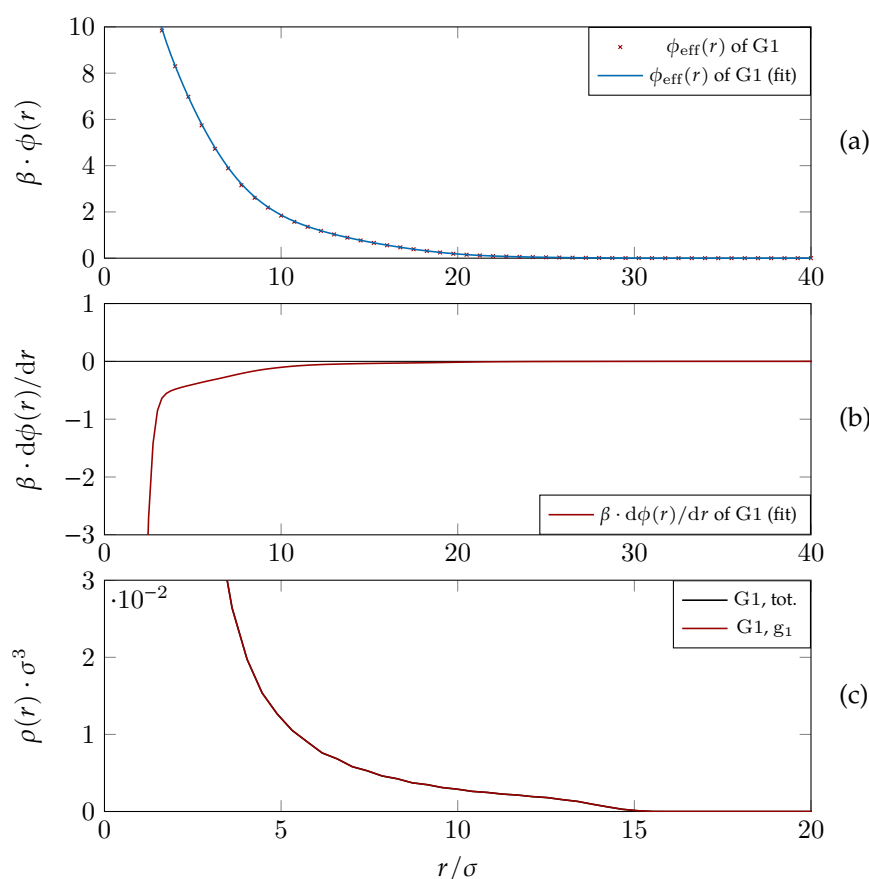 10
8
6
4
2
0
β · ϕ(r)
ϕeff(r) of G1
ϕeff(r) of G1 (fit)
(a)
0 10 20 30 40
1
0
−1
−2
−3
β · dϕ(r)/dr
β · dϕ(r)/dr of G1 (fit)
(b)
0 10 20 30 40
3
2
1
0
·10−2
ρ(r) · σ3
G1, tot.
G1, g1
(c)
5 10 15 20
r/σ